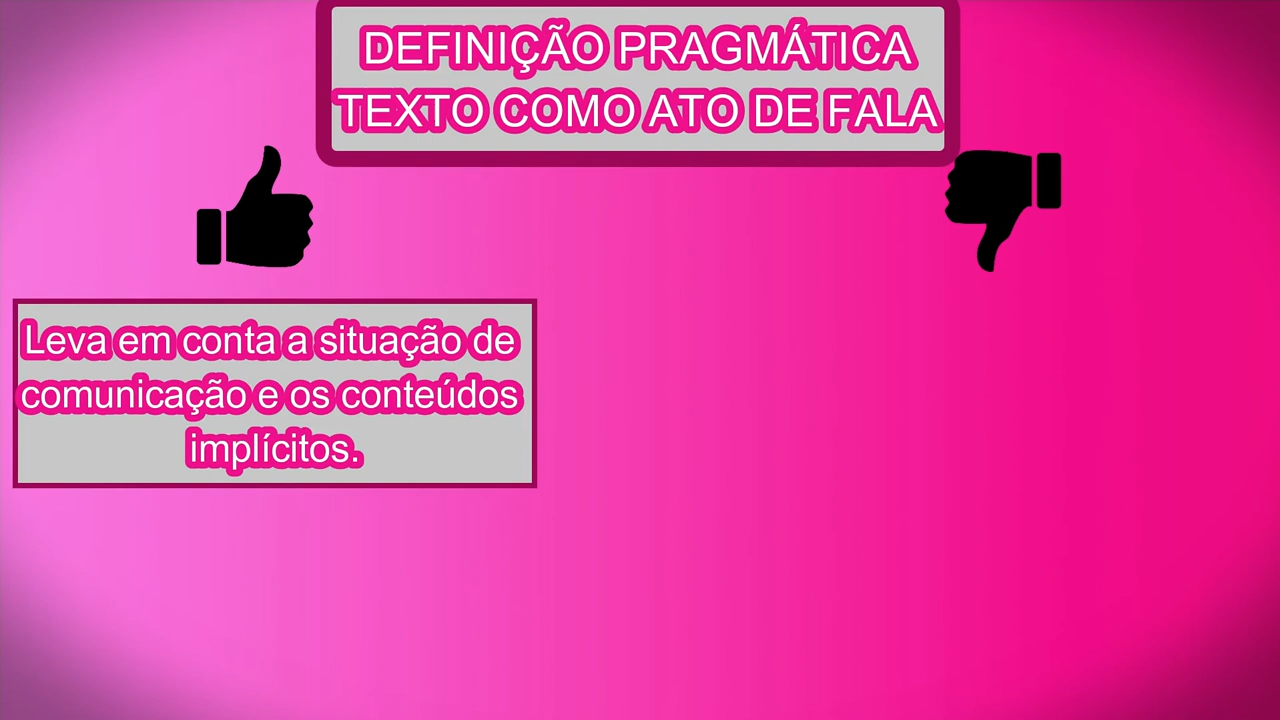 DEFINIÇÃO PRAGMÁTICA
TEXTO COMO ATO DE FALA
Leva em conta a situação de
comunicação e os conteúdos
implícitos.